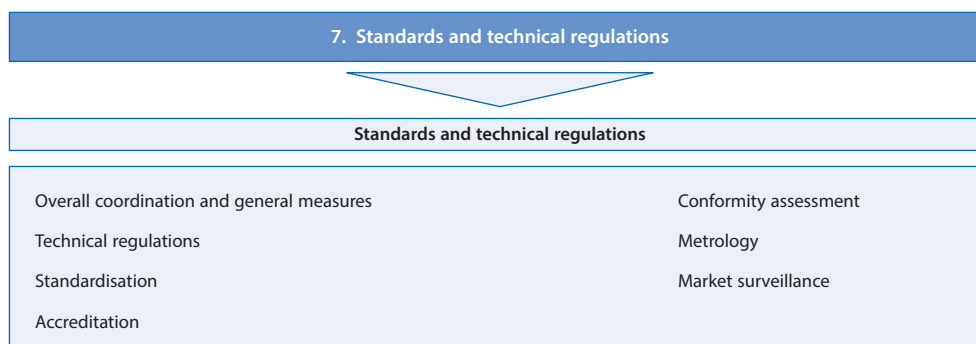 7. Standards and technical regulations
Standards and technical regulations
Overall coordination and general measures
Technical regulations
Standardisation
Accreditation
Conformity assessment
Metrology
Market surveillance